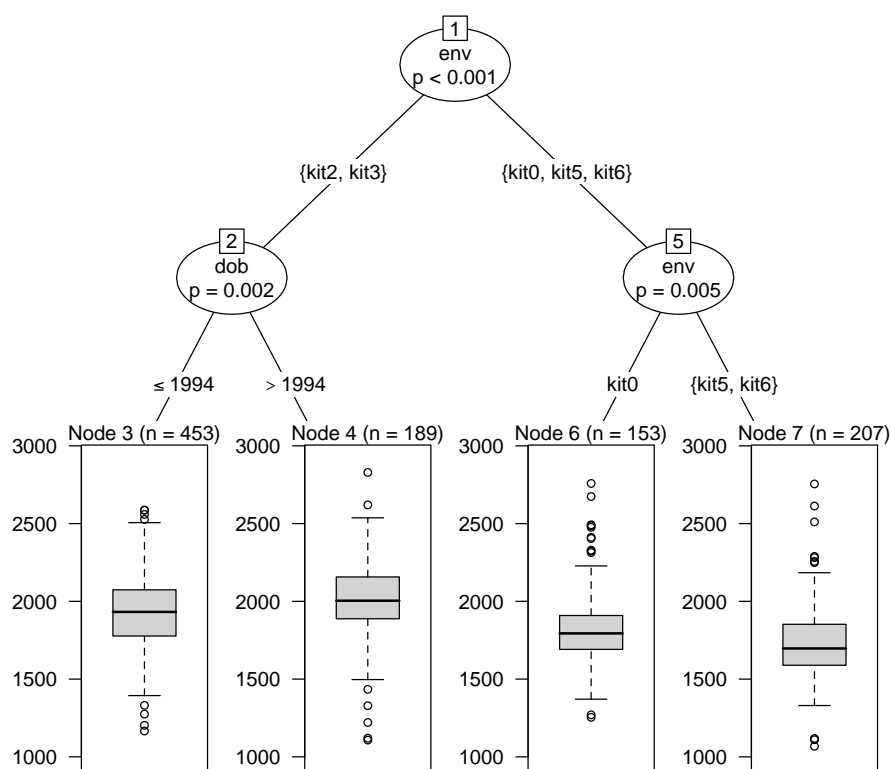 1
env
p < 0.001
{kit2, kit3}
{kit0, kit5, kit6}
2
dob
p = 0.002
5
env
p = 0.005
≤ 1994
> 1994
kit0
{kit5, kit6}
Node 3 (n = 453)
3000
2500
2000
1500
1000
Node 4 (n = 189)
3000
2500
2000
1500
1000
Node 6 (n = 153)
3000
2500
2000
1500
1000
Node 7 (n = 207)
3000
2500
2000
1500
1000